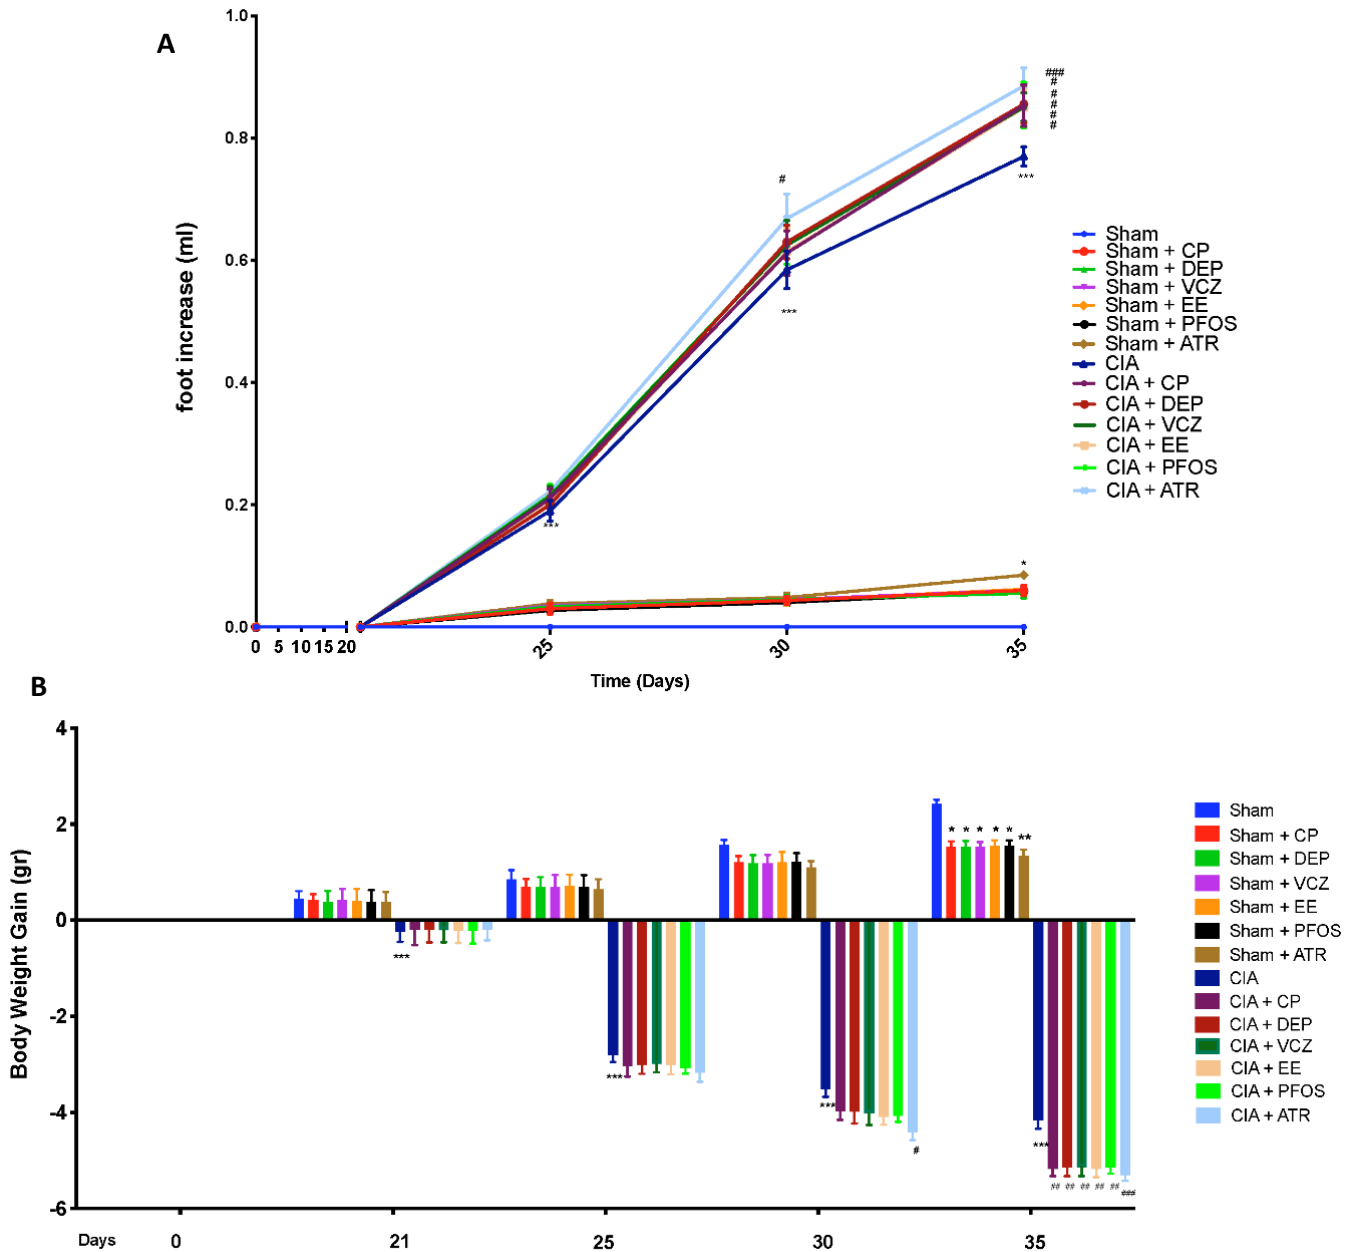 A
1.0
0.8
0.6
0.4
0.2
0.0
foot increase (ml)
0 5 10 15 20 25 30 35
Time (Days)
###
#
#
#
#
#
#
***
***
***
*
Sham
Sham + CP
Sham + DEP
Sham + VCZ
Sham + EE
Sham + PFOS
Sham + ATR
CIA
CIA + CP
CIA + DEP
CIA + VCZ
CIA + EE
CIA + PFOS
CIA + ATR
B
4
2
0
-2
-4
-6
Body Weight Gain (gr)
* * * * * **
***
***
***
#
***
## ## ## ## ## ###
Days 0 21 25 30 35
Sham
Sham + CP
Sham + DEP
Sham + VCZ
Sham + EE
Sham + PFOS
Sham + ATR
CIA
CIA + CP
CIA + DEP
CIA + VCZ
CIA + EE
CIA + PFOS
CIA + ATR